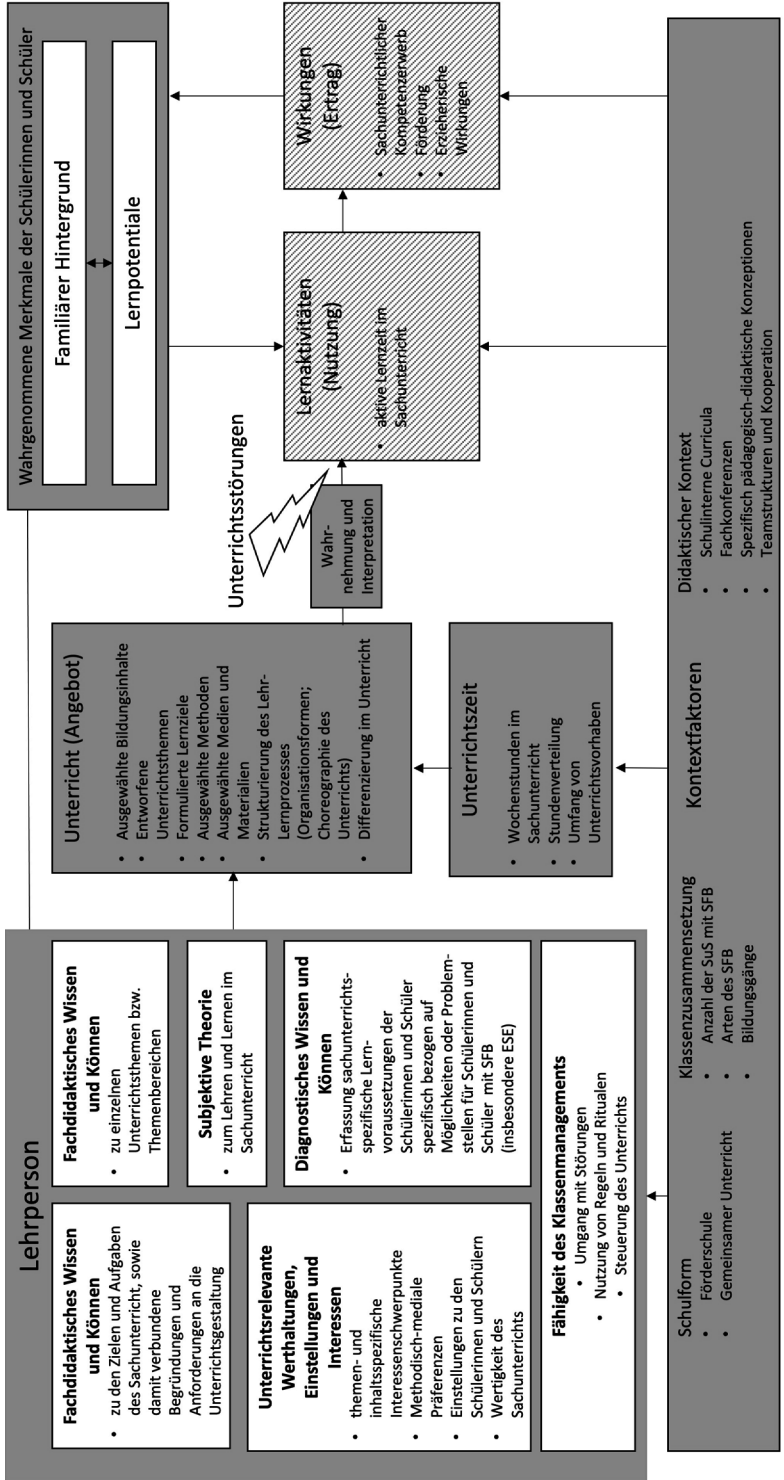 Lehrperson
Fachdidaktisches Wissen
und Können
• zu den Zielen und Aufgaben
des Sachunterricht, sowie
damit verbundene
Begründungen und
Anforderungen an die
Unterrichtsgestaltung
Fachdidaktisches Wissen
und Können
• zu einzelnen
Unterrichtsthemen bzw.
Themenbereichen
Subjektive Theorie
• zum Lehren und Lernen im
Sachunterricht
Unterrichtsrelevante
Werthaltungen,
Einstellungen und
Interessen
• themen- und
inhaltsspezifische
Interessenschwerpunkte
• Methodisch-mediale
Präferenzen
• Einstellungen zu den
Schülerinnen und Schülern
• Wertigkeit des
Sachunterrichts
Diagnostisches Wissen und
Können
• Erfassung sachunterrichts-
spezifische Lern-
voraussetzungen der
Schülerinnen und Schüler
spezifisch bezogen auf
Möglichkeiten oder Problem-
stellen für Schülerinnen und
Schüler mit SFB
(insbesondere ESE)
Fähigkeit des Klassenmanagements
• Umgang mit Störungen
• Nutzung von Regeln und Ritualen
• Steuerung des Unterrichts
Unterricht (Angebot)
• Ausgewählte Bildungsinhalte
• Entworfene
Unterrichtsthemen
• Formulierte Lernziele
• Ausgewählte Methoden
• Ausgewählte Medien und
Materialien
• Strukturierung des Lehr-
Lernprozesses
(Organisationsformen;
Choreographie des
Unterrichts)
• Differenzierung im Unterricht
Unterrichtszeit
• Wochenstunden im
Sachunterricht
• Stundenverteilung
• Umfang von
Unterrichtsvorhaben
Unterrichtsstörungen
Wahr-
nehmung und
Interpretation
Wahrgenommene Merkmale der Schülerinnen und Schüler
Familiärer Hintergrund
Lernpotentiale
Lernaktivitäten
(Nutzung)
• aktive Lernzeit im
Sachunterricht
Wirkungen
(Ertrag)
• Sachunterrichtlicher
Kompetenzerwerb
• Förderung
• Erzieherische
Wirkungen
Kontextfaktoren
Schulform
• Förderschule
• Gemeinsamer Unterricht
Klassenzusammensetzung
• Anzahl der SuS mit SFB
• Arten des SFB
• Bildungsgänge
Didaktischer Kontext
• Schulinterne Curricula
• Fachkonferenzen
• Spezifisch pädagogisch-didaktische Konzeptionen
• Teamstrukturen und Kooperation